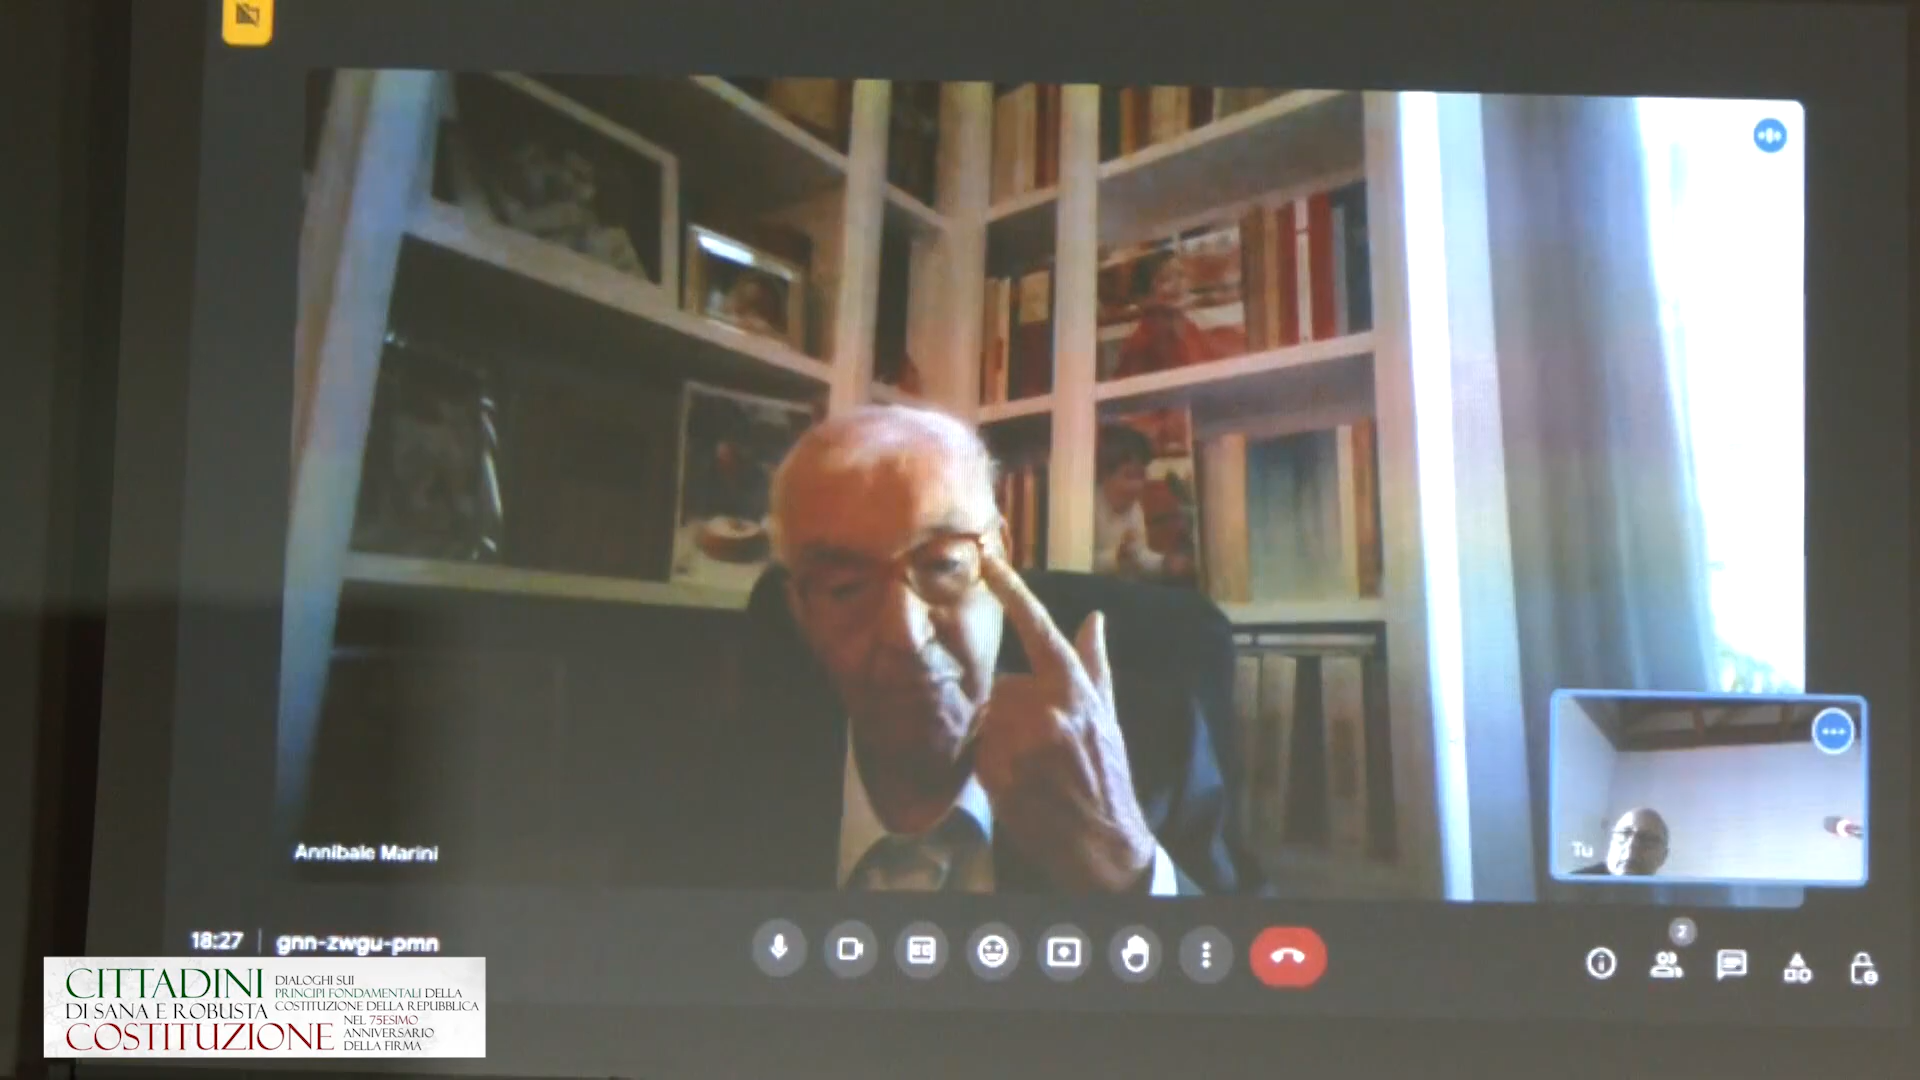 Annibale Marini
Tu
2
18:27 | gnn-zwgu-pmn
CITTADINI
DI SANA E ROBUSTA
COSTITUZIONE
DIALOGHI SUI
PRINCIPI FONDAMENTALI DELLA
COSTITUZIONE DELLA REPUBBLICA
NEL 75ESIMO
ANNIVERSARIO
DELLA FIRMA